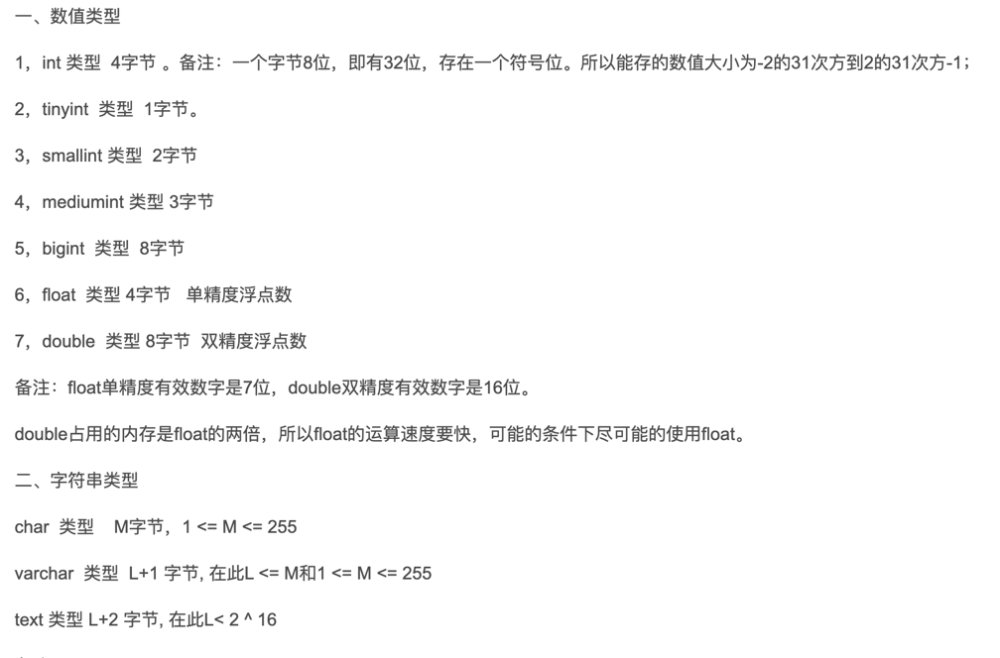 一、数值类型
1，int 类型  4字节 。备注：一个字节8位，即有32位，存在一个符号位。所以能存的数值大小为-2的31次方到2的31次方-1；
2，tinyint  类型  1字节。
3，smallint 类型  2字节
4，mediumint 类型 3字节
5，bigint  类型  8字节
6，float  类型 4字节   单精度浮点数
7，double  类型 8字节  双精度浮点数
备注：float单精度有效数字是7位，double双精度有效数字是16位。
double占用的内存是float的两倍，所以float的运算速度要快，可能的条件下尽可能的使用float。
二、字符串类型
char  类型    M字节，1 <= M <= 255
varchar  类型  L+1 字节, 在此L <= M和1 <= M <= 255
text 类型 L+2 字节, 在此L< 2 ^ 16